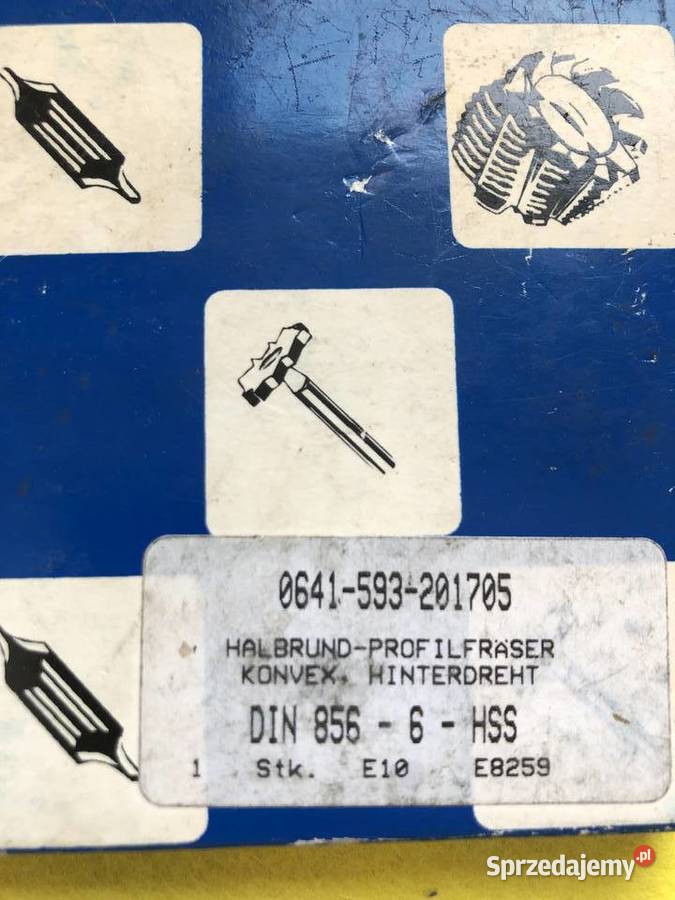 0641-593-201705
HALBRUND-PROFILFRÄSER
KONVEX, HINTERDREHT
DIN 856 - 6 - HSS
1 Stk. E10 E8259
Sprzedajemy.pl